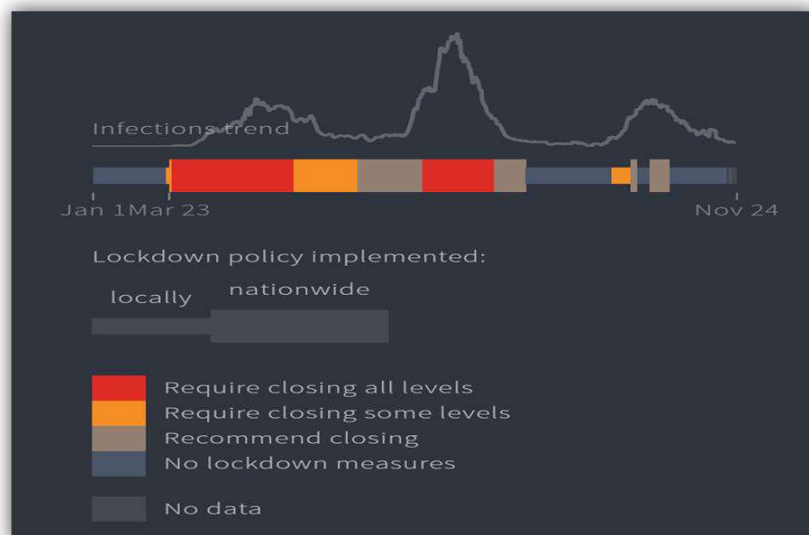 Infections trend
Jan 1 Mar 23 Nov 24
Lockdown policy implemented:
locally nationwide
Require closing all levels
Require closing some levels
Recommend closing
No lockdown measures
No data